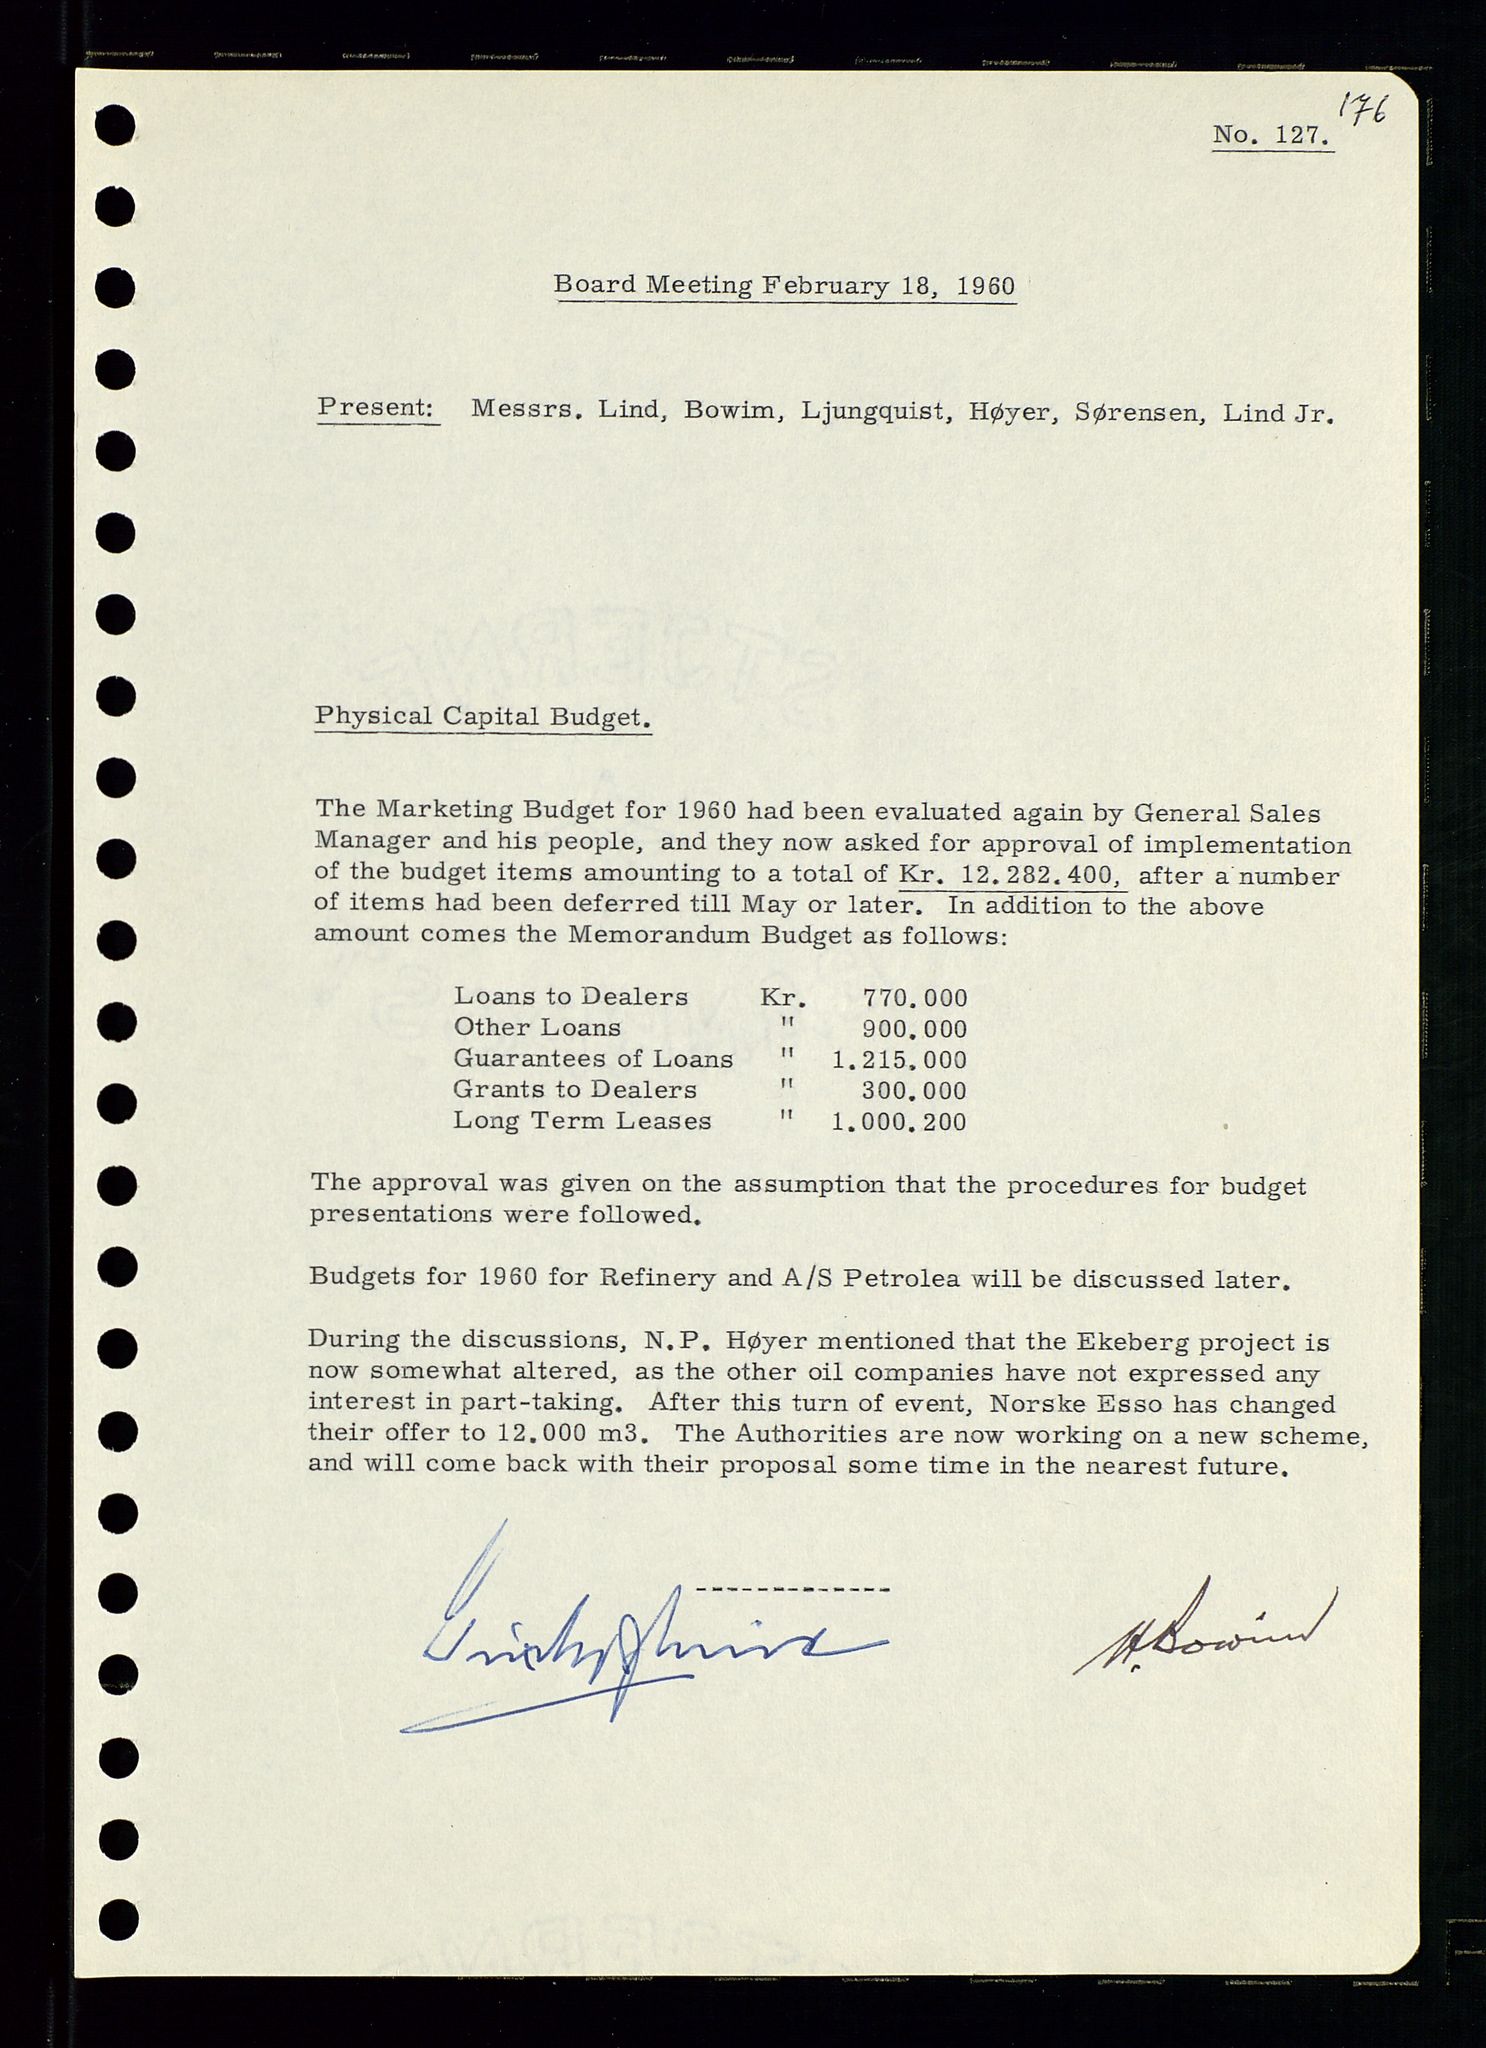 176
No. 127.
Board Meeting February 18, 1960
Present: Messrs. Lind, Bowim, Ljungquist, Høyer, Sørensen, Lind Jr.
Physical Capital Budget.
The Marketing Budget for 1960 had been evaluated again by General Sales
Manager and his people, and they now asked for approval of implementation
of the budget items amounting to a total of Kr. 12.282.400, after a number
of items had been deferred till May or later. In addition to the above
amount comes the Memorandum Budget as follows:
Loans to Dealers Kr. 770.000
Other Loans " 900.000
Guarantees of Loans " 1.215.000
Grants to Dealers " 300.000
Long Term Leases " 1.000.200
The approval was given on the assumption that the procedures for budget
presentations were followed.
Budgets for 1960 for Refinery and A/S Petrolea will be discussed later.
During the discussions, N.P. Høyer mentioned that the Ekeberg project is
now somewhat altered, as the other oil companies have not expressed any
interest in part-taking. After this turn of event, Norske Esso has changed
their offer to 12.000 m3. The Authorities are now working on a new scheme,
and will come back with their proposal some time in the nearest future.
-------------
H. Bowim